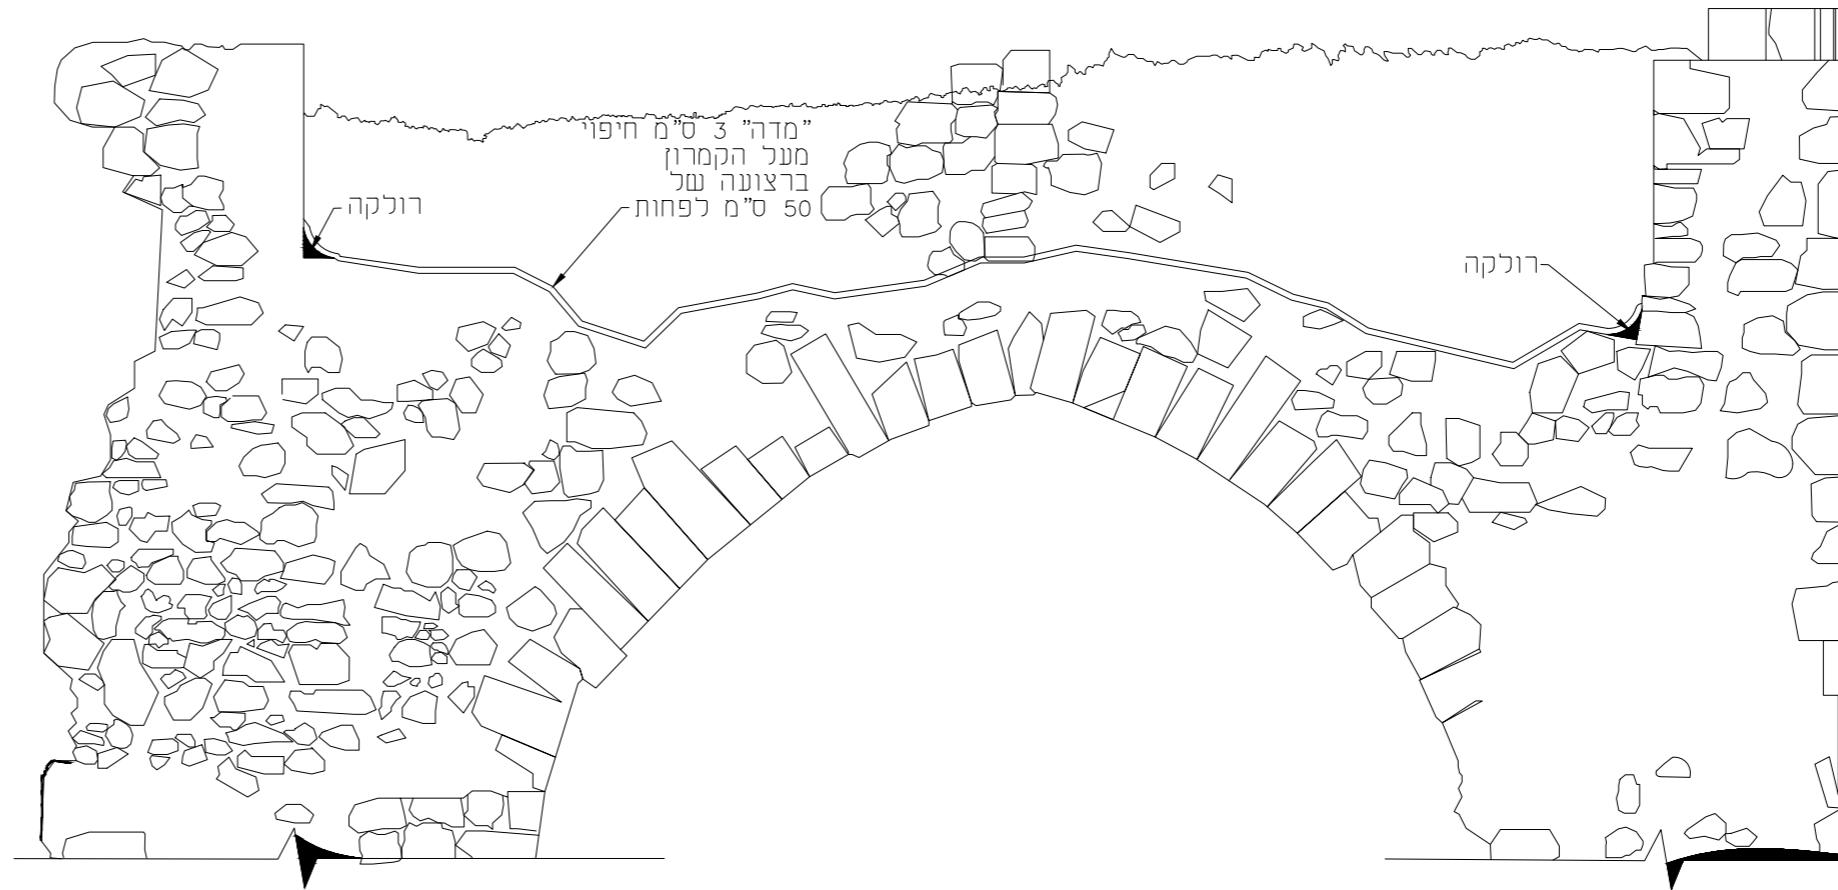 "מדה" 3 ס"מ חיפוי
מעל הקמרון
ברצועה של
50 ס"מ לפחות
רולקה
רולקה